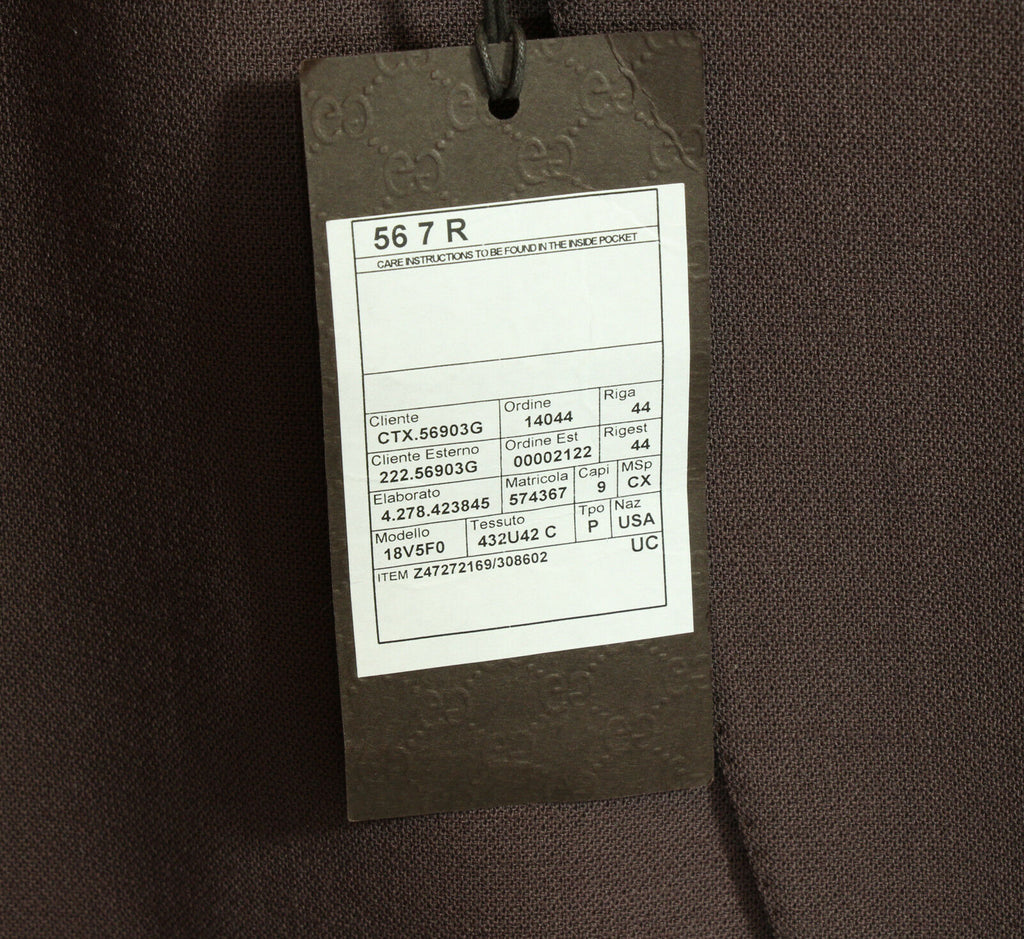 56 7 R
CARE INSTRUCTIONS TO BE FOUND IN THE INSIDE POCKET
Cliente Ordine Riga
CTX.56903G 14044 44
Cliente Esterno Ordine Est Rigest
222.56903G 00002122 44
Elaborato Matricola Capi MSp
4.278.423845 574367 9 CX
Modello Tessuto Tpo Naz
18V5F0 432U42 C P USA
ITEM Z47272169/308602 UC